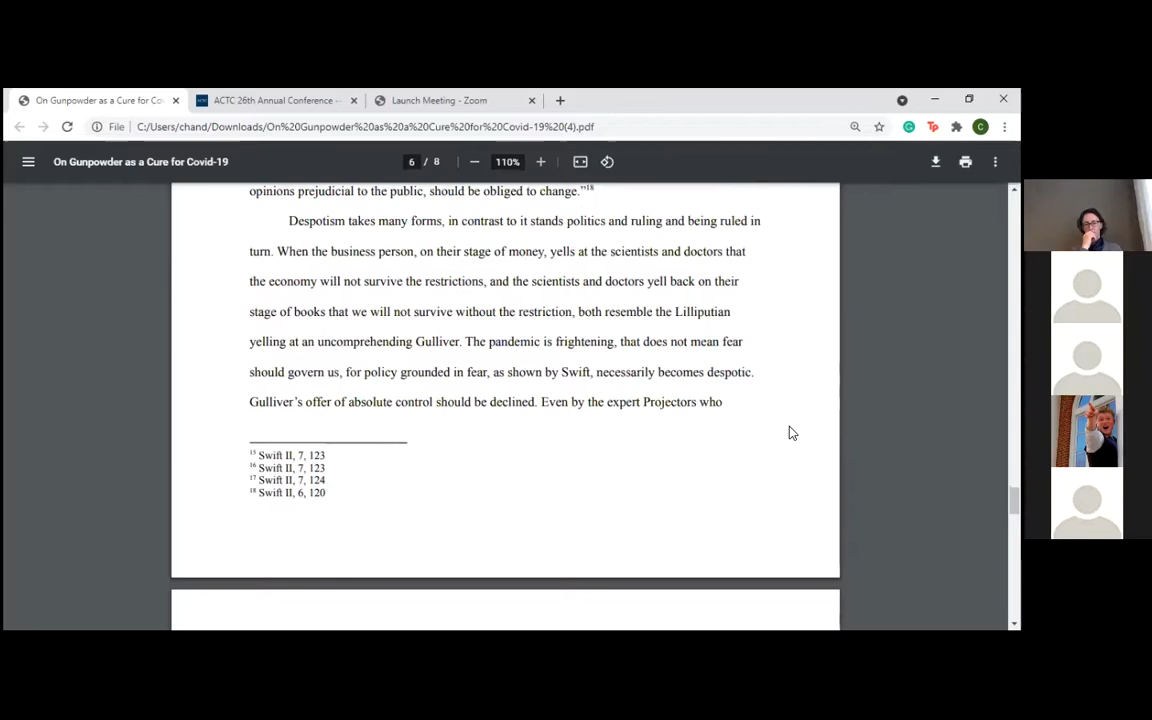 On Gunpowder as a Cure for Co
ACTC 26th Annual Conference -
Launch Meeting - Zoom
File C:/Users/chand/Downloads/On%20Gunpowder%20as%20a%20Cure%20for%20Covid-19%20(4).pdf
Tp
C
On Gunpowder as a Cure for Covid-19
6 / 8
110%
opinions prejudicial to the public, should be obliged to change.”18
Despotism takes many forms, in contrast to it stands politics and ruling and being ruled in
turn. When the business person, on their stage of money, yells at the scientists and doctors that
the economy will not survive the restrictions, and the scientists and doctors yell back on their
stage of books that we will not survive without the restriction, both resemble the Lilliputian
yelling at an uncomprehending Gulliver. The pandemic is frightening, that does not mean fear
should govern us, for policy grounded in fear, as shown by Swift, necessarily becomes despotic.
Gulliver’s offer of absolute control should be declined. Even by the expert Projectors who
15 Swift II, 7, 123
16 Swift II, 7, 123
17 Swift II, 7, 124
18 Swift II, 6, 120